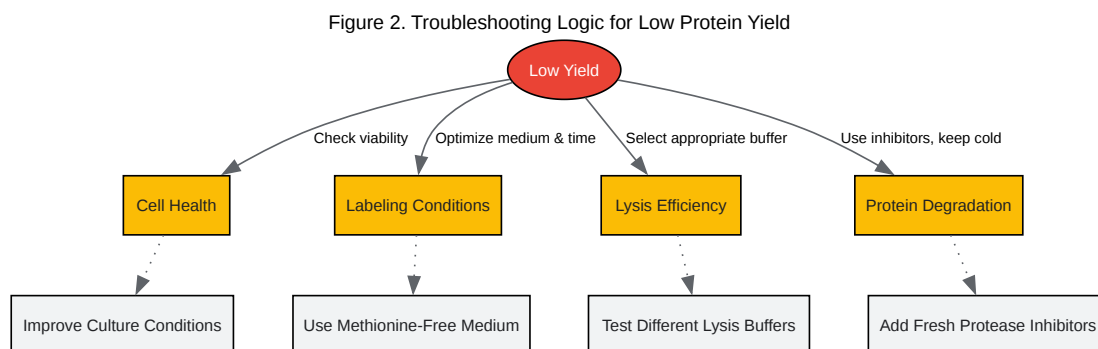 Figure 2. Troubleshooting Logic for Low Protein Yield
Low Yield
Check viability
Optimize medium & time
Select appropriate buffer
Use inhibitors, keep cold
Cell Health
Labeling Conditions
Lysis Efficiency
Protein Degradation
Improve Culture Conditions
Use Methionine-Free Medium
Test Different Lysis Buffers
Add Fresh Protease Inhibitors